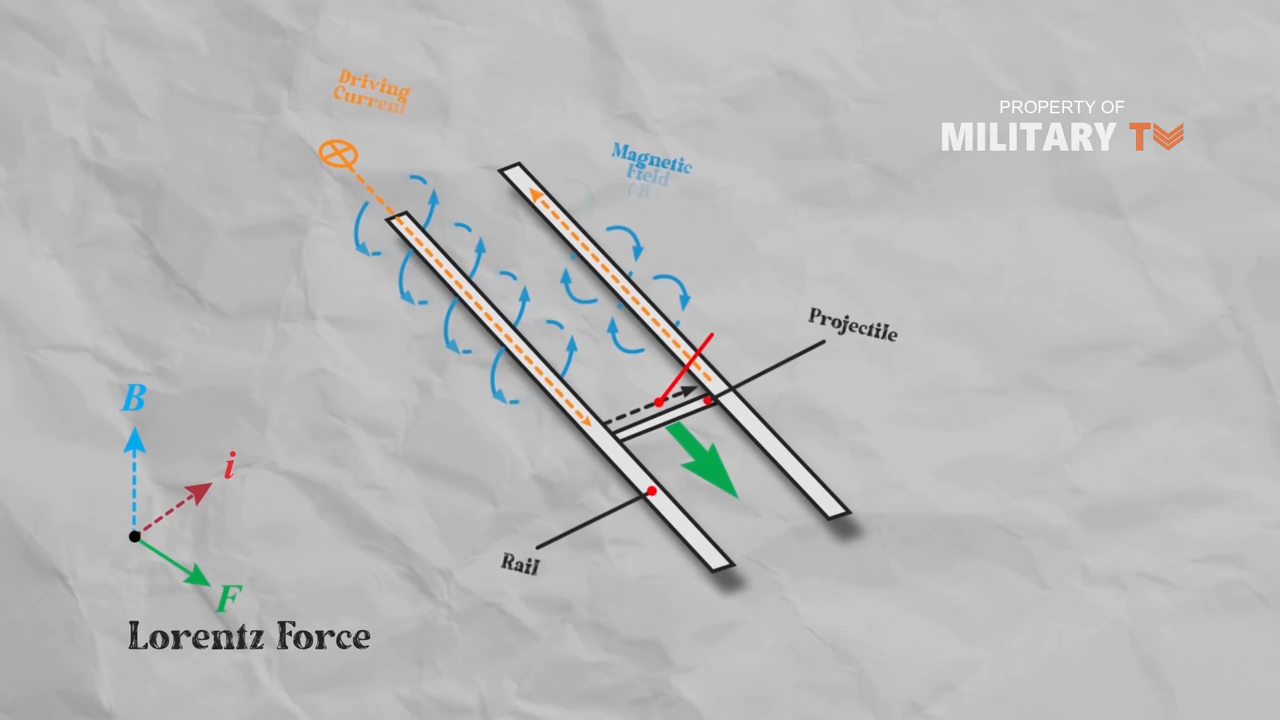 Driving
Current
Magnetic
Field
(B)
PROPERTY OF
MILITARY TV
Projectile
B
i
F
Rail
Lorentz Force